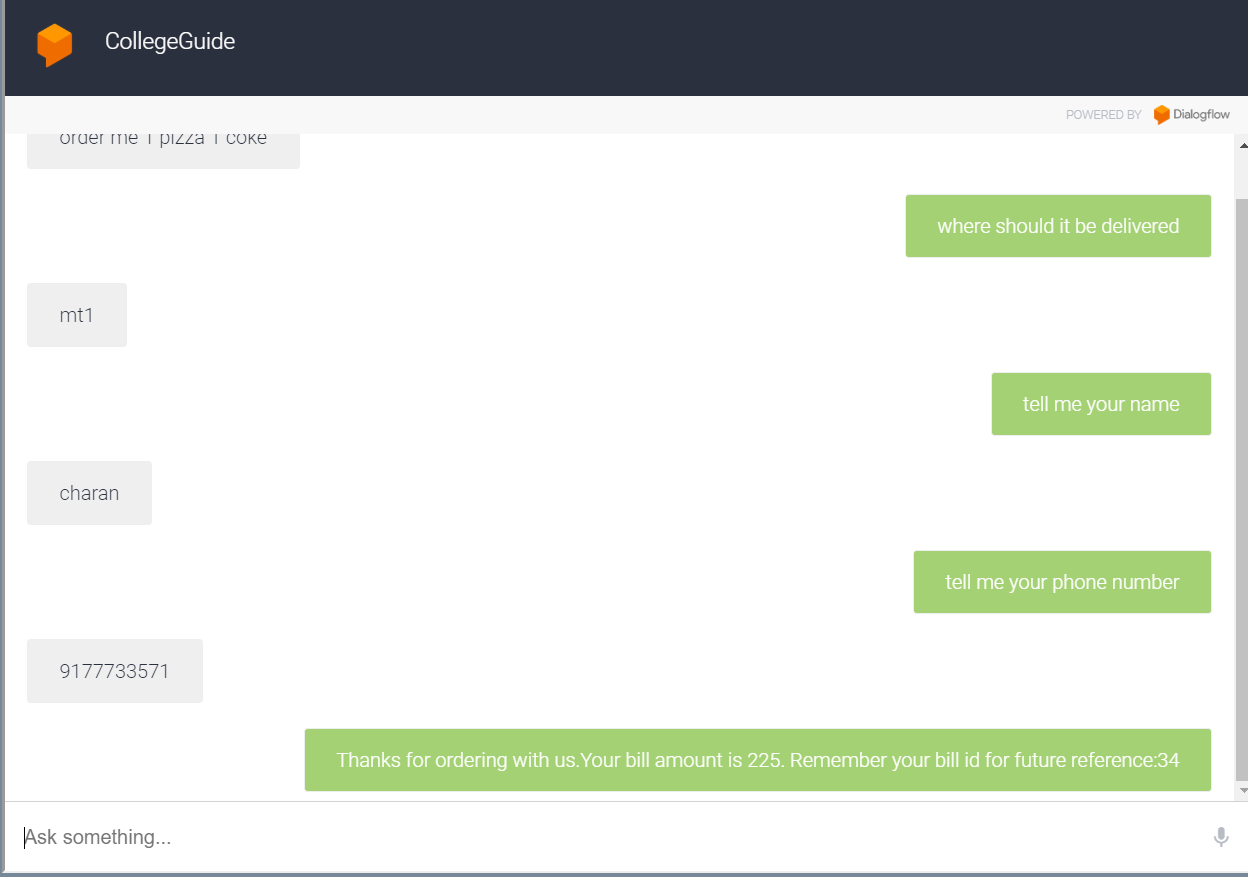 CollegeGuide
POWERED BY Dialogflow
order me 1 pizza 1 coke
where should it be delivered
mt1
tell me your name
charan
tell me your phone number
9177733571
Thanks for ordering with us.Your bill amount is 225. Remember your bill id for future reference:34
Ask something...